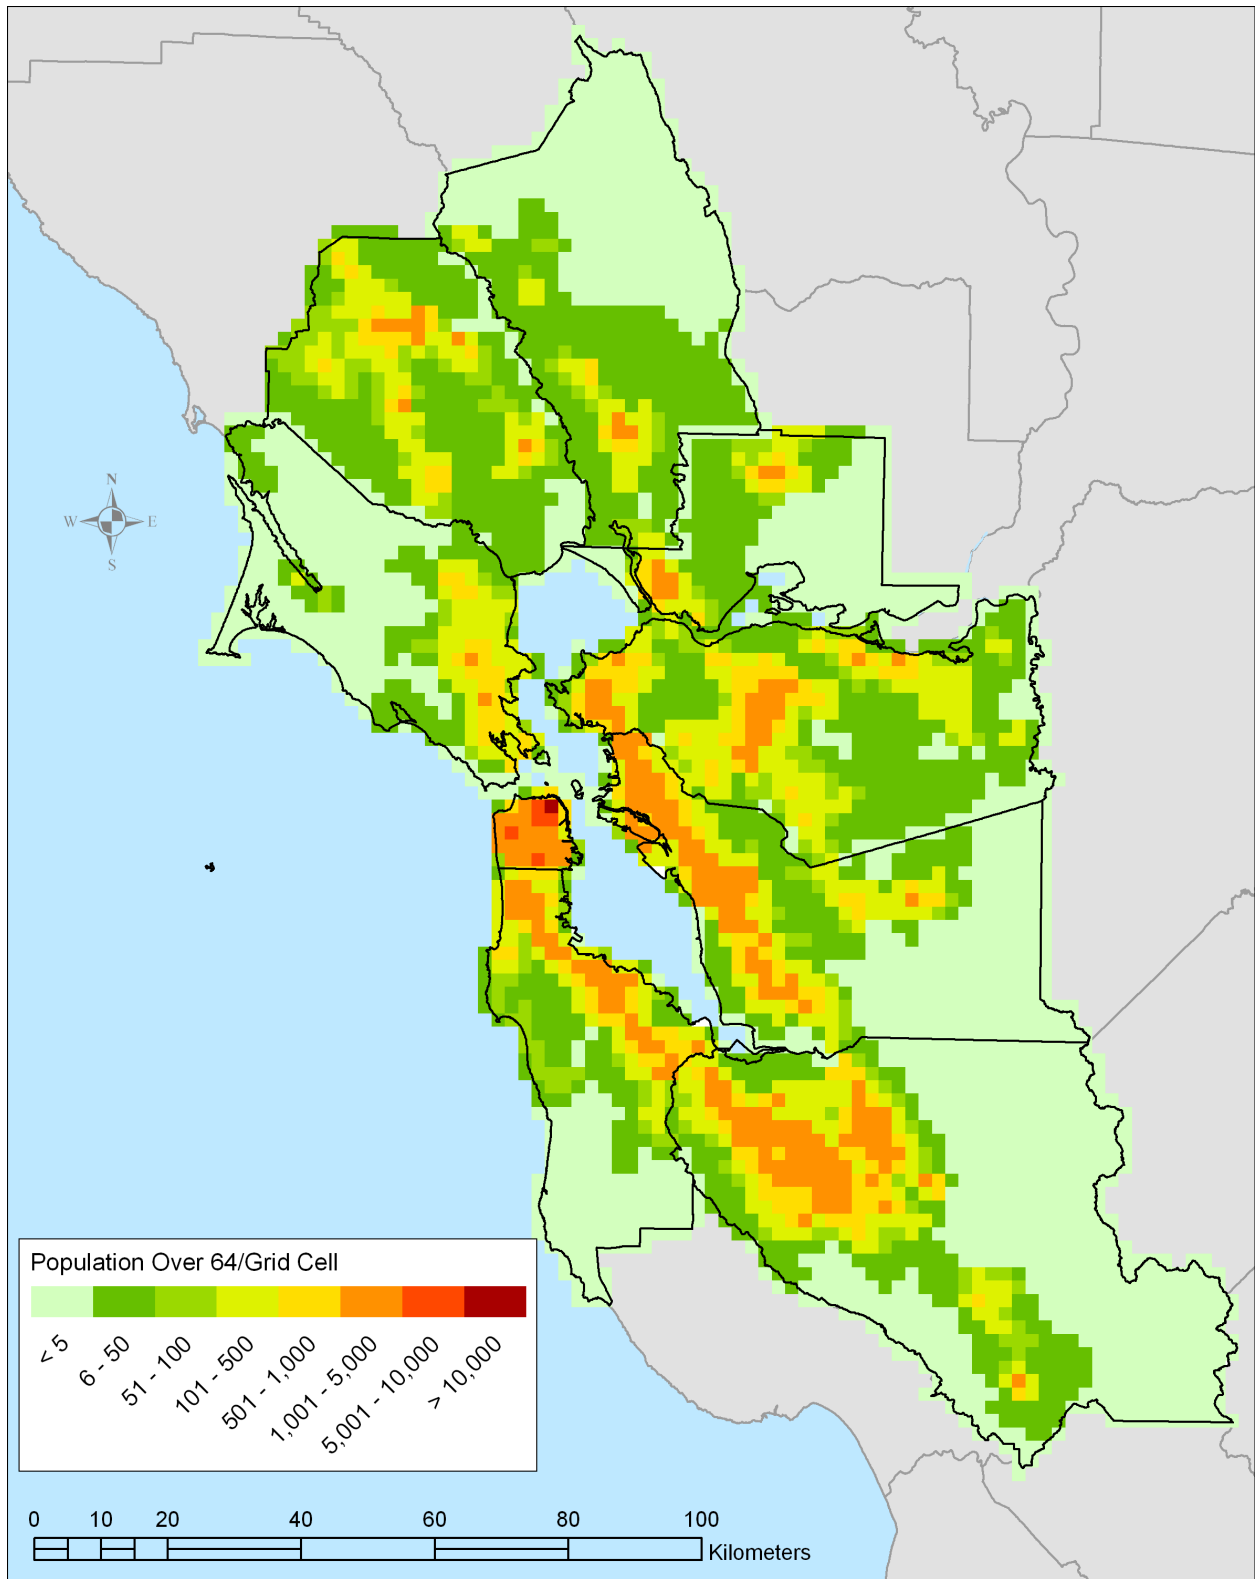 N
W E
S
Population Over 64/Grid Cell
< 5
6 - 50
51 - 100
101 - 500
501 - 1,000
1,001 - 5,000
5,001 - 10,000
> 10,000
0 10 20 40 60 80 100
Kilometers